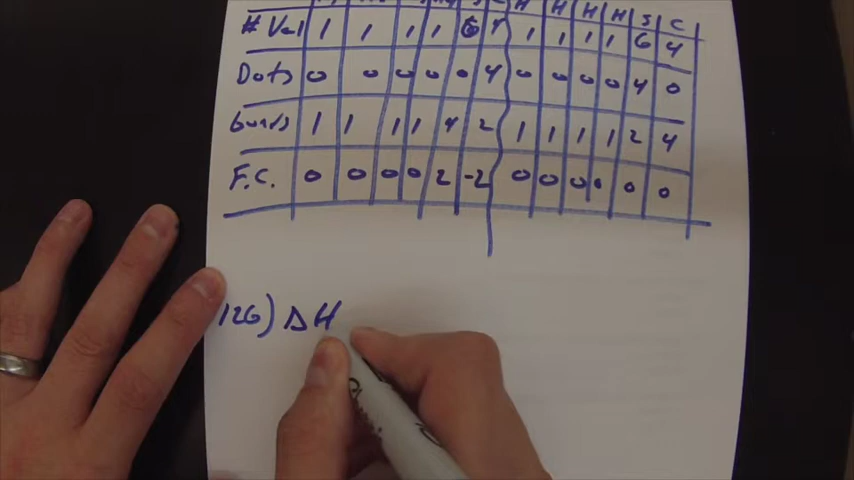 H H H H S C
# Val 1 1 1 1 6 4 1 1 1 1 6 4
Dots 0 0 0 0 0 4 0 0 0 0 4 0
bonds 1 1 1 1 4 2 1 1 1 1 2 4
F.C. 0 0 0 0 2 -2 0 0 0 0 0 0
126) ΔH